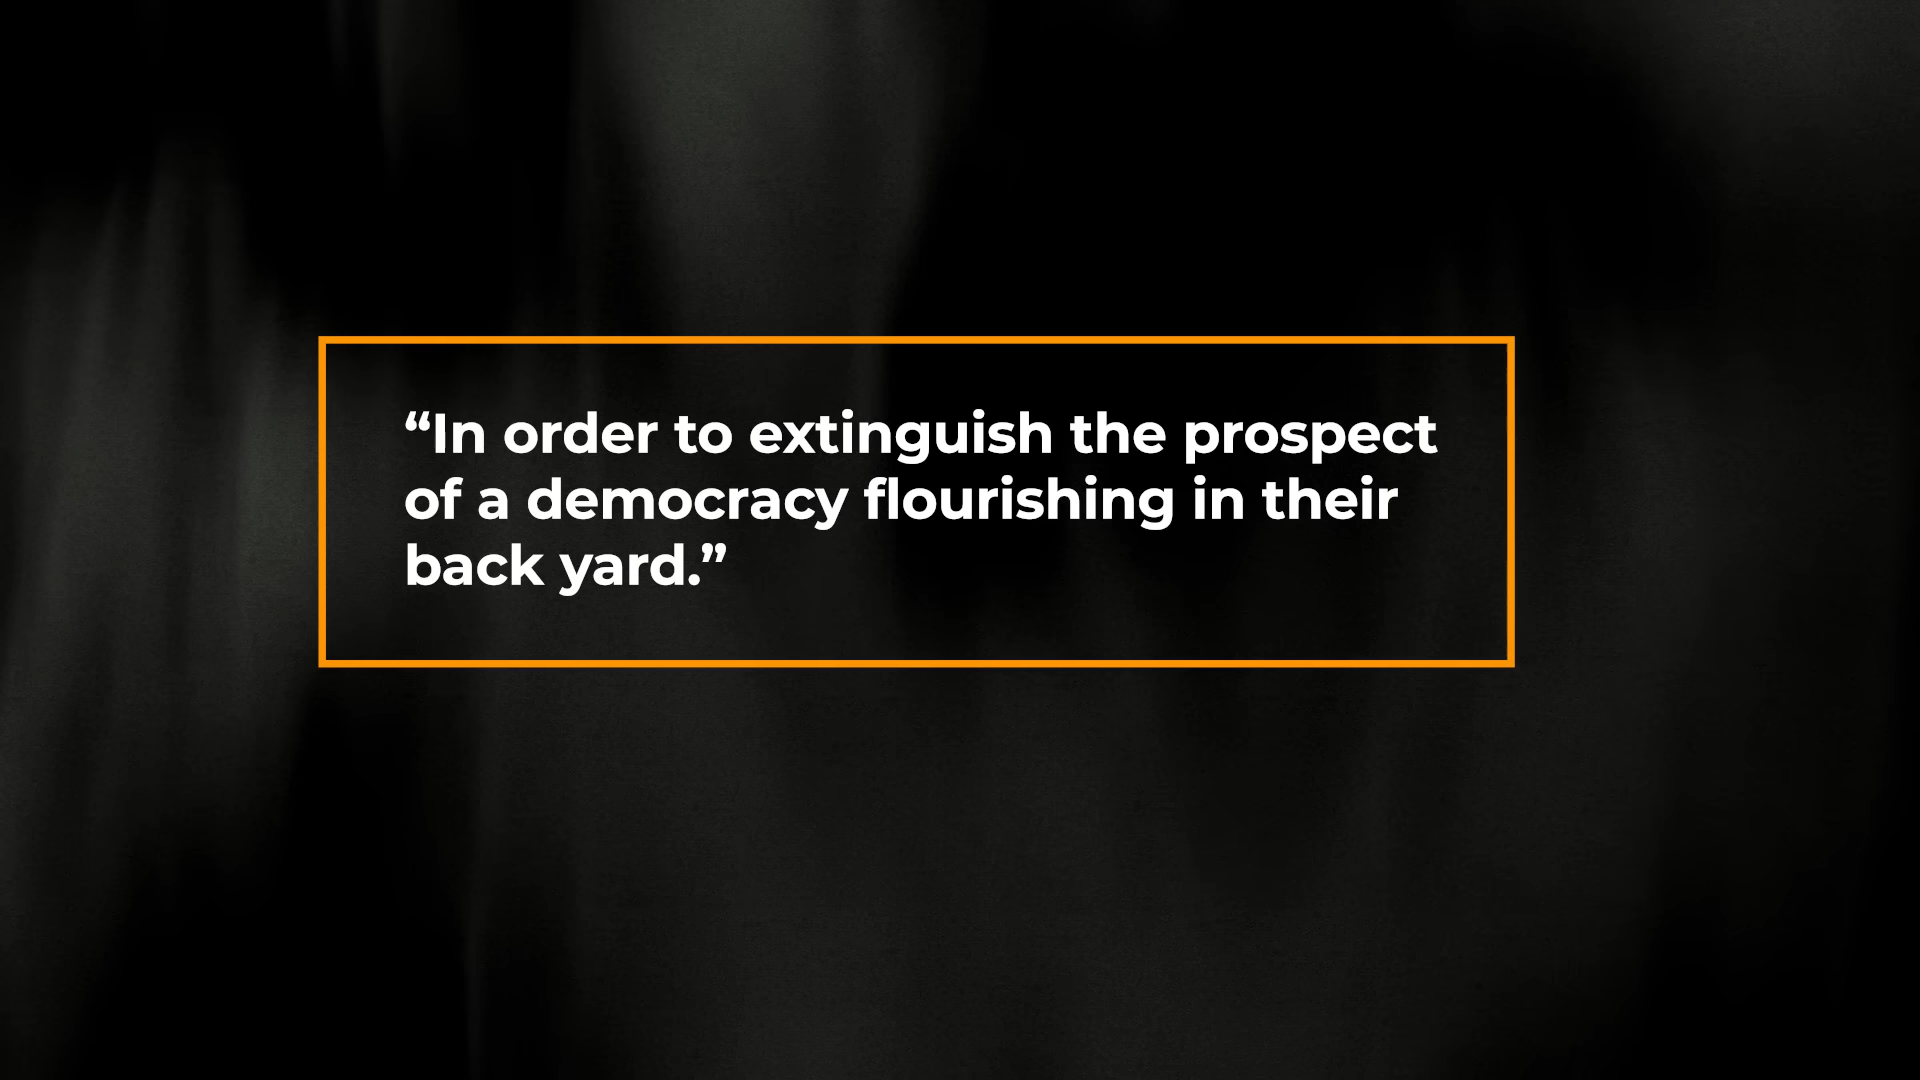 “In order to extinguish the prospect
of a democracy flourishing in their
back yard.”